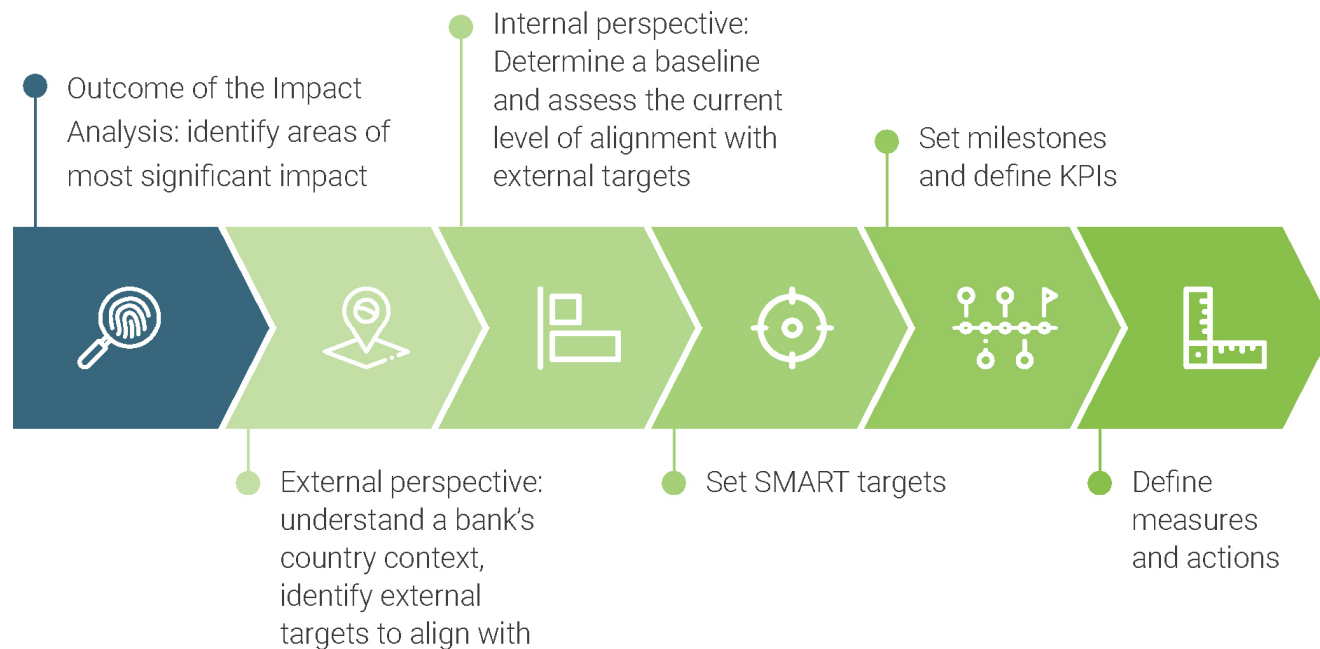 Outcome of the Impact
Analysis: identify areas of
most significant impact
External perspective:
understand a bank’s
country context,
identify external
targets to align with
Internal perspective:
Determine a baseline
and assess the current
level of alignment with
external targets
Set SMART targets
Set milestones
and define KPIs
Define
measures
and actions